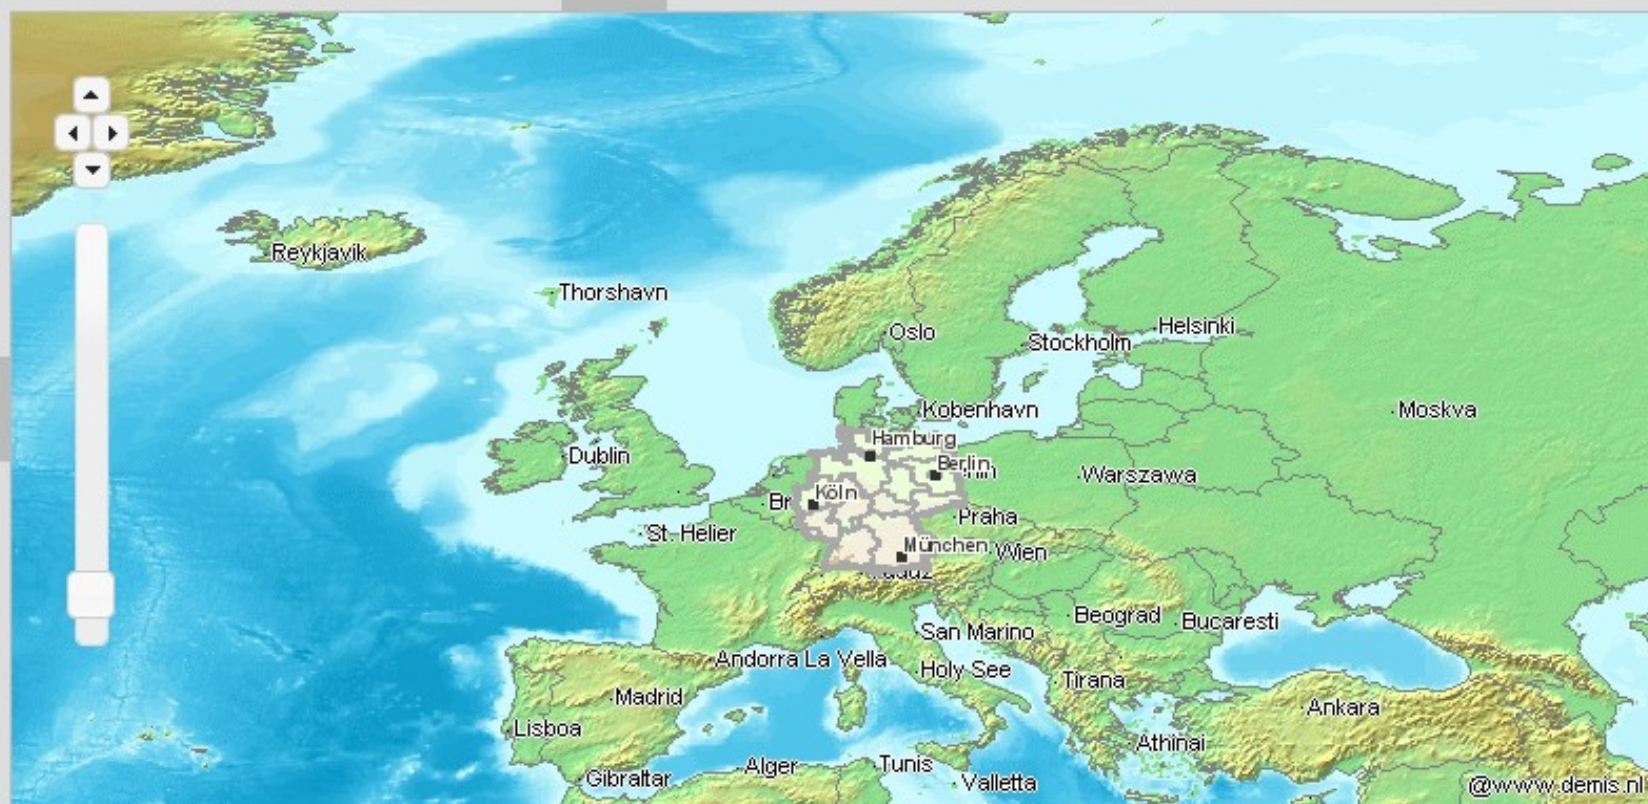 Reykjavik
Thorshavn
Oslo
Helsinki
Stockholm
Kobenhavn
Moskva
Hamburg
Dublin
Berlin
Warszawa
Köln
Praha
St. Helier
München
Wien
Beograd
Bucaresti
San Marino
Andorra La Vella
Holy See
Tirana
Madrid
Ankara
Lisboa
Athinai
Alger
Tunis
Gibraltar
Valletta
@www.demis.nl